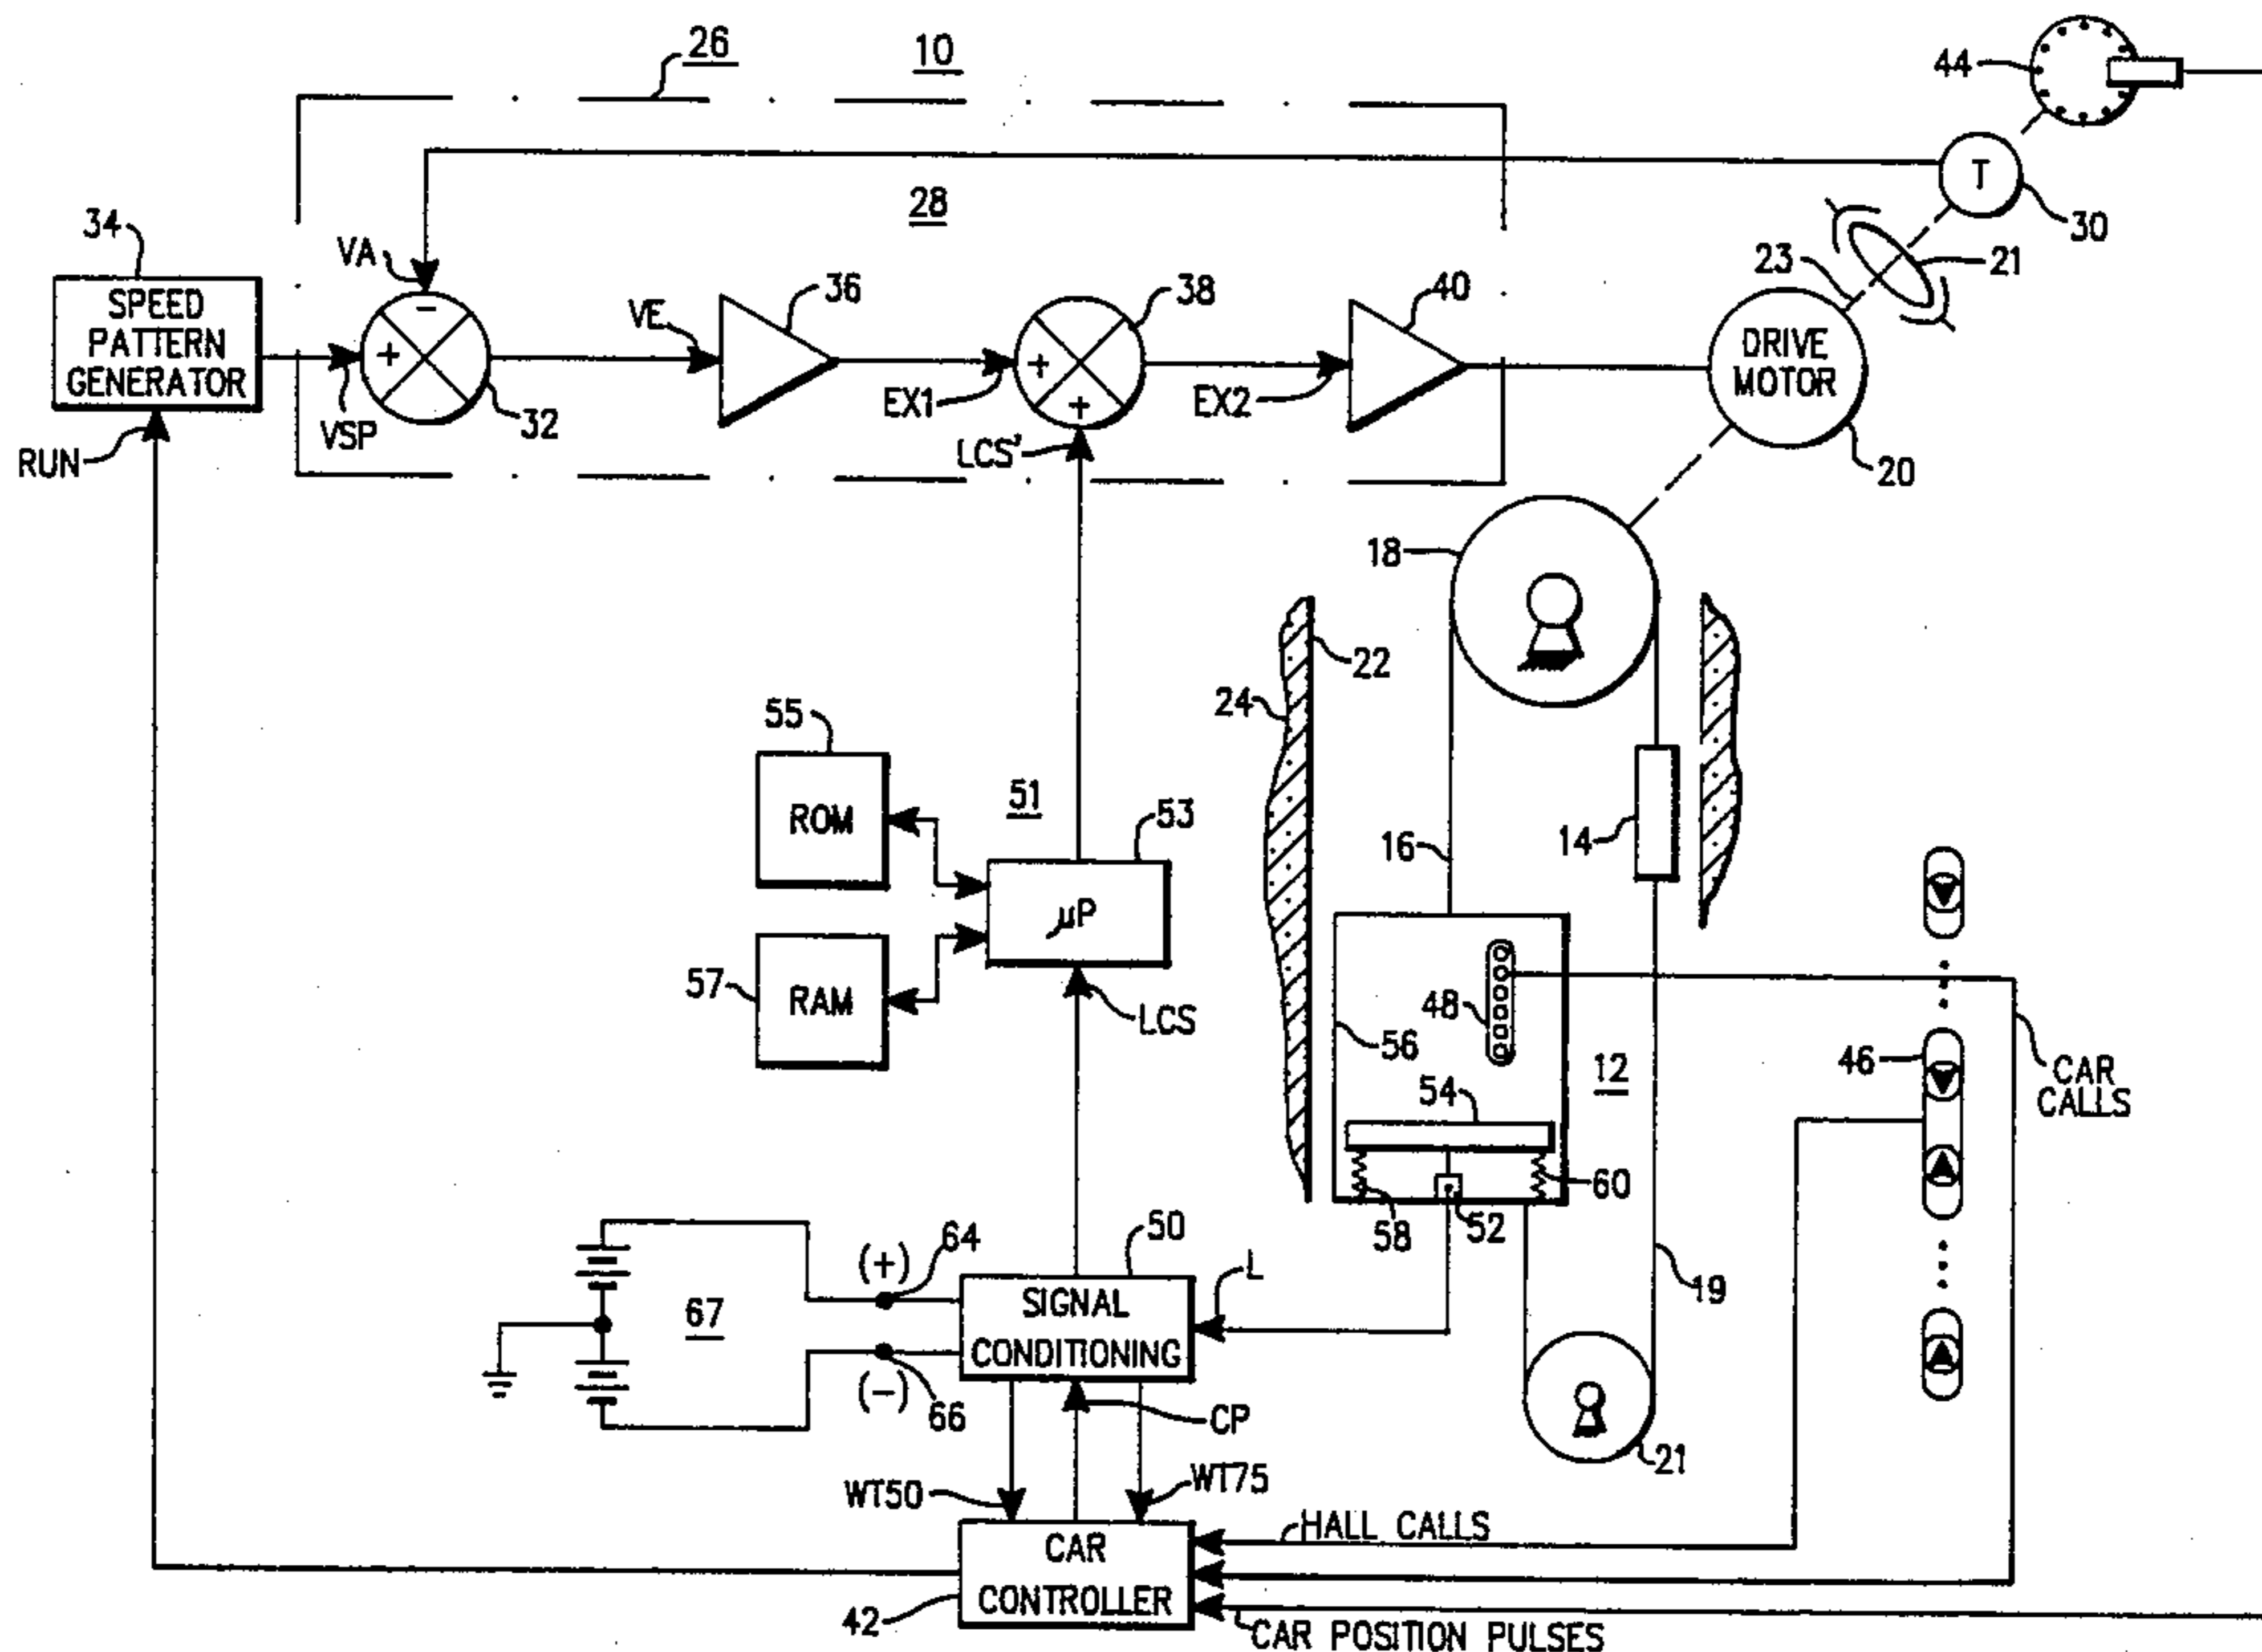 26
10
44
T
30
28
34
SPEED
PATTERN
GENERATOR
VA
-
+
VSP
32
VE
36
EX1
+
+
38
LCS'
EX2
40
23
21
DRIVE
MOTOR
20
RUN
18
22
24
55
ROM
51
53
µP
57
RAM
LCS
16
14
48
56
12
54
46
CAR
CALLS
58
52
60
19
21
(+)
64
50
SIGNAL
CONDITIONING
L
67
(-)
66
CP
WT50
WT75
HALL CALLS
CAR
CONTROLLER
42
CAR POSITION PULSES